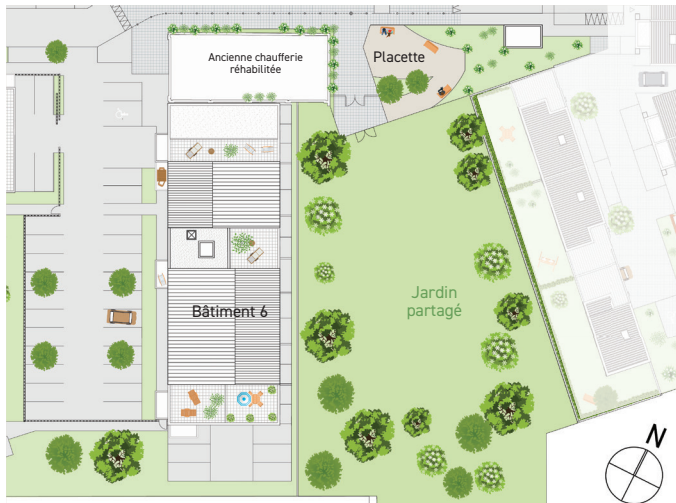 Ancienne chaufferie
réhabilitée
Placette
Bâtiment 6
Jardin
partagé
N